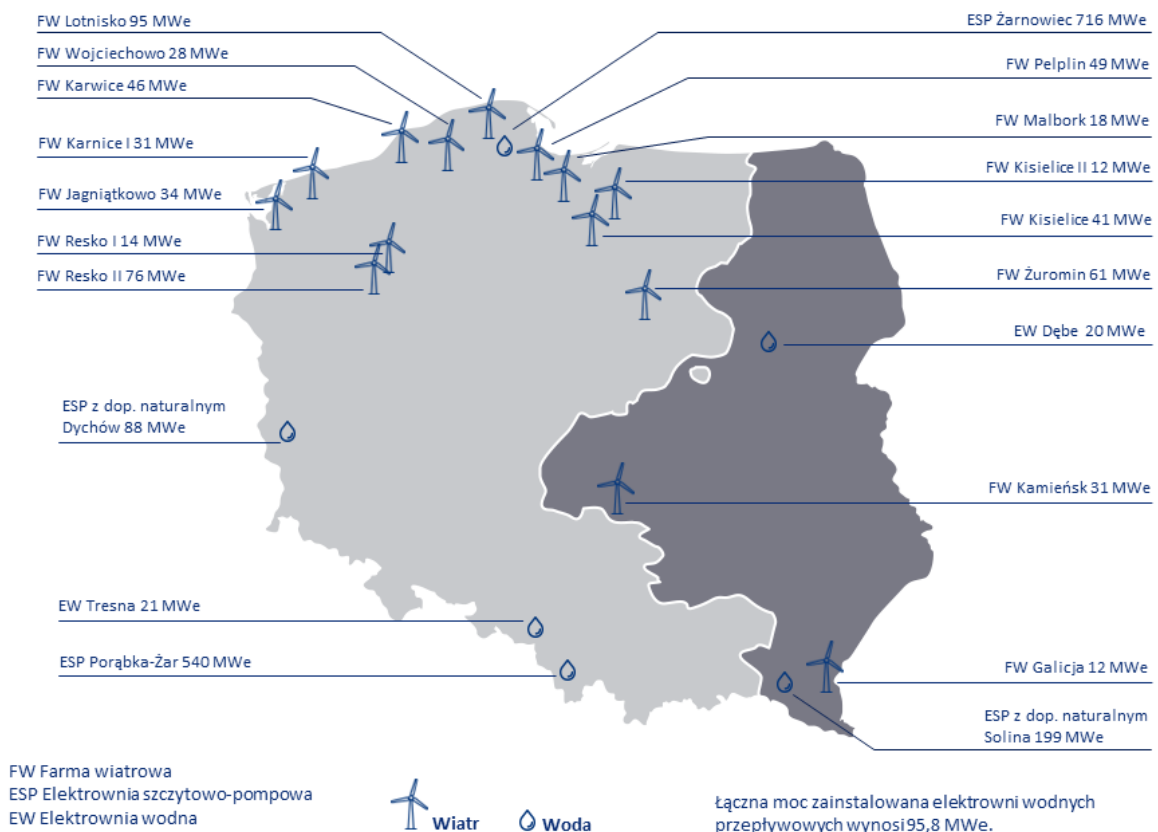 FW Lotnisko 95 MWe
FW Wojciechowo 28 MWe
FW Karwice 46 MWe
FW Karnice I 31 MWe
FW Jagniątkowo 34 MWe
FW Resko I 14 MWe
FW Resko II 76 MWe
ESP z dop. naturalnym
Dychów 88 MWe
EW Tresna 21 MWe
ESP Porąbka-Żar 540 MWe
ESP Żarnowiec 716 MWe
FW Pelplin 49 MWe
FW Malbork 18 MWe
FW Kisielice II 12 MWe
FW Kisielice 41 MWe
FW Żuromin 61 MWe
EW Dębe 20 MWe
FW Kamieńsk 31 MWe
FW Galicja 12 MWe
ESP z dop. naturalnym
Solina 199 MWe
FW Farma wiatrowa
ESP Elektrownia szczytowo-pompowa
EW Elektrownia wodna
Wiatr
Woda
Łączna moc zainstalowana elektrowni wodnych
przepływowych wynosi 95,8 MWe.